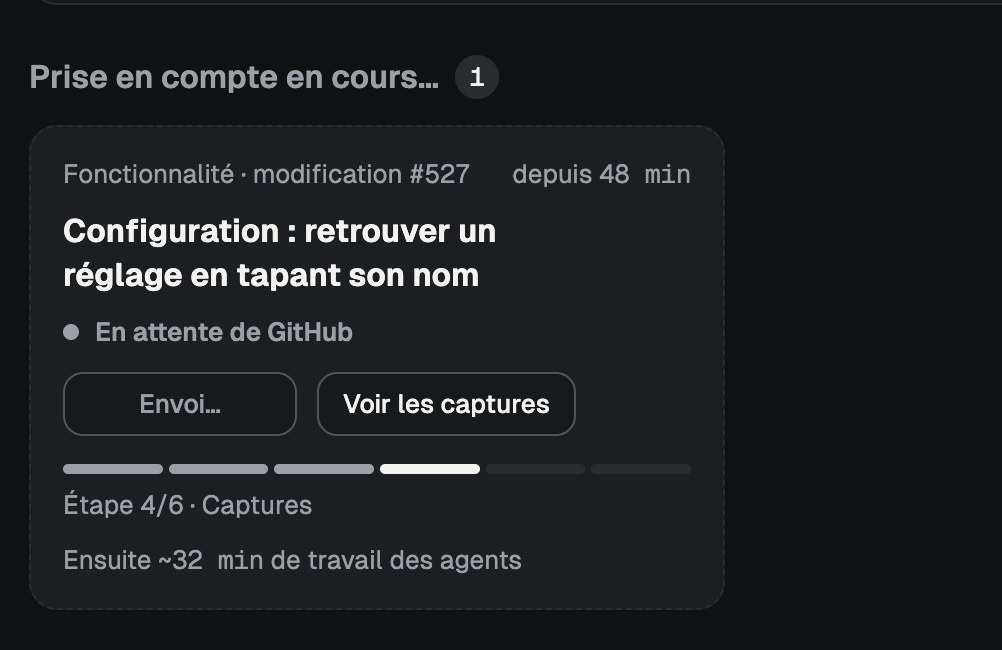 Prise en compte en cours… 1
Fonctionnalité · modification #527 depuis 48 min
Configuration : retrouver un
réglage en tapant son nom
En attente de GitHub
Envoi… Voir les captures
Étape 4/6 · Captures
Ensuite ~32 min de travail des agents